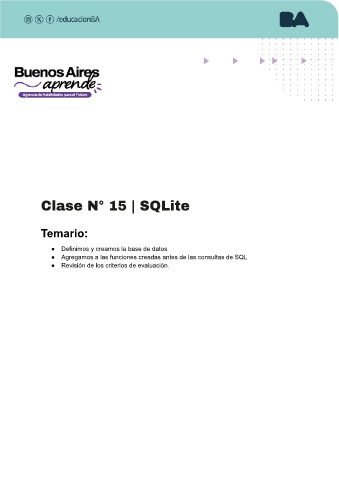 /educacionBA
BA
Buenos Aires
aprende
Agencia de Habilidades para el Futuro
Clase N° 15 | SQLite
Temario:
● Definimos y creamos la base de datos
● Agregamos a las funciones creadas antes de las consultas de SQL
● Revisión de los criterios de evaluación.